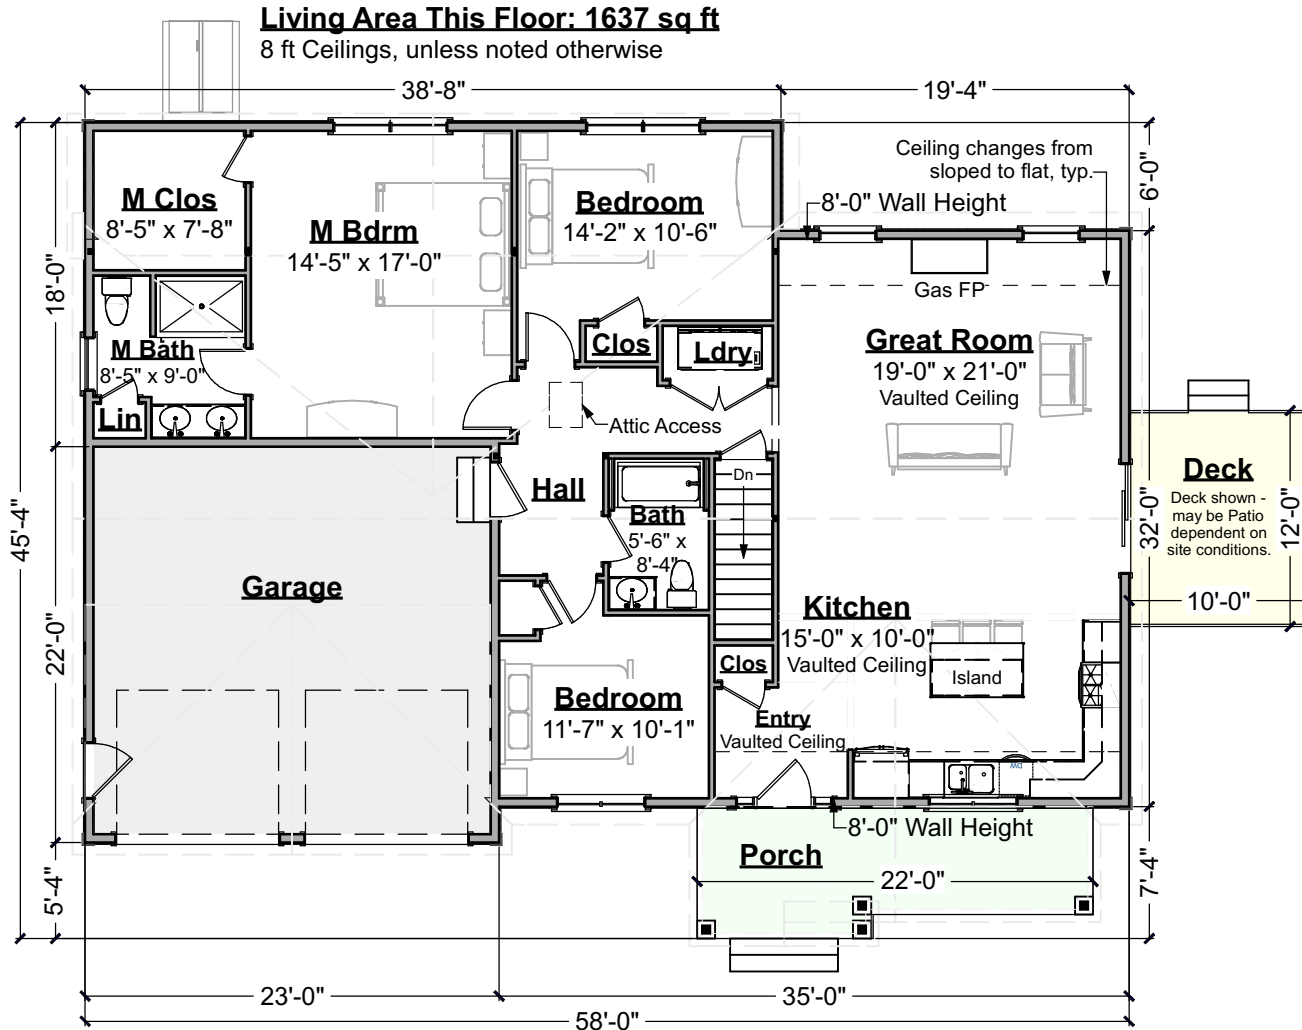 Living Area This Floor: 1637 sq ft
8 ft Ceilings, unless noted otherwise
38'-8"
19'-4"
Ceiling changes from
sloped to flat, typ.
6'-0"
8'-0" Wall Height
M Clos
8'-5" x 7'-8"
M Bdrm
14'-5" x 17'-0"
Bedroom
14'-2" x 10'-6"
Gas FP
18'-0"
M Bath
8'-5" x 9'-0"
Lin
Clos
Ldry
Great Room
19'-0" x 21'-0"
Vaulted Ceiling
Attic Access
45'-4"
Hall
Dn
Bath
5'-6" x
8'-4"
32'-0"
Deck
Deck shown -
may be Patio
dependent on
site conditions.
12'-0"
10'-0"
Garage
22'-0"
Kitchen
15'-0" x 10'-0"
Vaulted Ceiling
Island
Clos
Bedroom
11'-7" x 10'-1"
Entry
Vaulted Ceiling
DW
8'-0" Wall Height
Porch
22'-0"
5'-4"
7'-4"
23'-0"
35'-0"
58'-0"